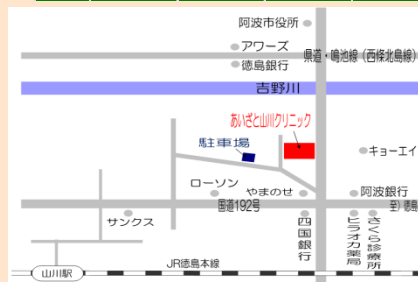 阿波市役所
アワーズ
県道・鳴池線（西條北島線）
徳島銀行
吉野川
あいざと山川クリニック
駐車場
キョーエイ
ローソン
やまのせ
阿波銀行
国道192号
至）徳島
サンクス
四国銀行
ヒラオカ薬局
さくら診療所
JR徳島本線
山川駅